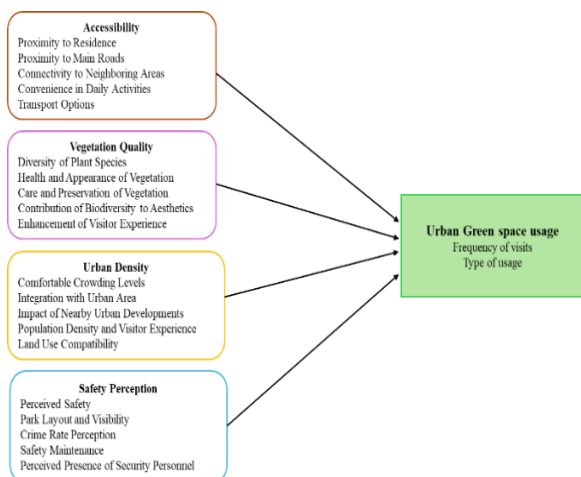 Accessibility
Proximity to Residence
Proximity to Main Roads
Connectivity to Neighboring Areas
Convenience in Daily Activities
Transport Options
Vegetation Quality
Diversity of Plant Species
Health and Appearance of Vegetation
Care and Preservation of Vegetation
Contribution of Biodiversity to Aesthetics
Enhancement of Visitor Experience
Urban Density
Comfortable Crowding Levels
Integration with Urban Area
Impact of Nearby Urban Developments
Population Density and Visitor Experience
Land Use Compatibility
Safety Perception
Perceived Safety
Park Layout and Visibility
Crime Rate Perception
Safety Maintenance
Perceived Presence of Security Personnel
Urban Green space usage
Frequency of visits
Type of usage